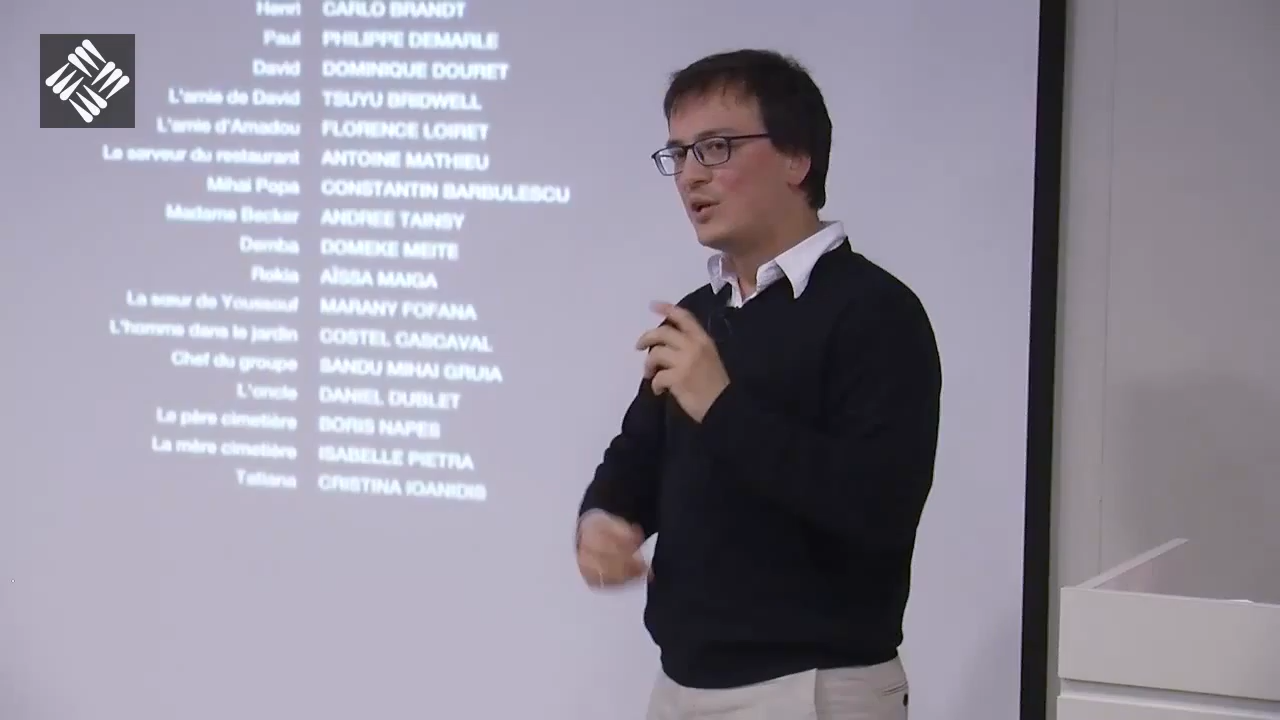 Henri CARLO BRANDT
Paul PHILIPPE DEMARLE
David DOMINIQUE DOURET
L'amie de David TSUYU BRIDWELL
L'amie d'Amadou FLORENCE LOIRET
Le serveur du restaurant ANTOINE MATHIEU
Mihai Popa CONSTANTIN BARBULESCU
Madame Becker ANDREE TAINSY
Demba DOMEKE MEITE
Rokia AÏSSA MAIGA
La sœur de Youssouf MARANY FOFANA
L'homme dans le jardin COSTEL CASCAVAL
Chef du groupe SANDU MIHAI GRUIA
L'oncle DANIEL DUBLET
Le père cimetière BORIS NAPES
La mère cimetière ISABELLE PIETRA
Tatiana CRISTINA IOANIDIS